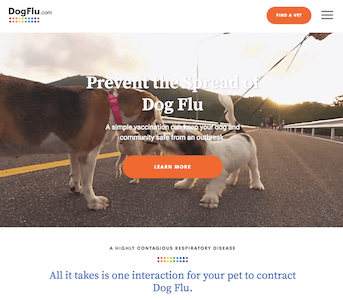 DogFlu.com
FIND A VET
Prevent the Spread of
Dog Flu
A simple vaccination can keep your dog and
community safe from an outbreak.
LEARN MORE
A HIGHLY CONTAGIOUS RESPIRATORY DISEASE
All it takes is one interaction for your pet to contract
Dog Flu.